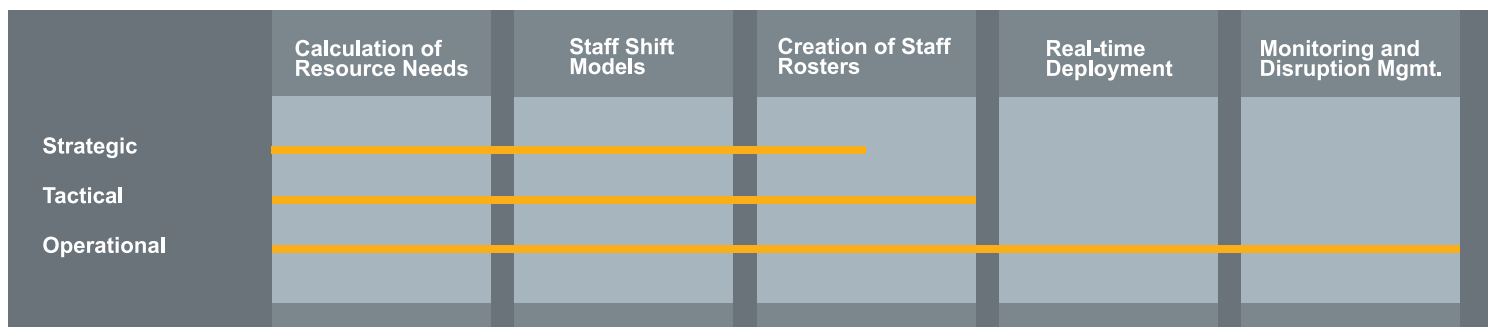 Calculation of
Resource Needs
Staff Shift
Models
Creation of Staff
Rosters
Real-time
Deployment
Monitoring and
Disruption Mgmt.
Strategic
Tactical
Operational